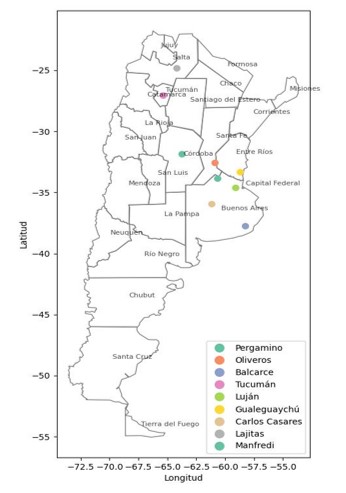 Jujuy
Salta
Formosa
−25
Chaco
Misiones
Tucumán
Catamarca
Santiago del Estero
Corrientes
La Rioja
−30
Santa Fe
San Juan
Córdoba
Entre Ríos
San Luis
Mendoza
Capital Federal
−35
Buenos Aires
La Pampa
Neuquén
−40
Río Negro
Chubut
−45
Santa Cruz
−50
Tierra del Fuego
−55
Latitud
Pergamino
Oliveros
Balcarce
Tucumán
Luján
Gualeguaychú
Carlos Casares
Lajitas
Manfredi
−72.5 −70.0 −67.5 −65.0 −62.5 −60.0 −57.5 −55.0
Longitud